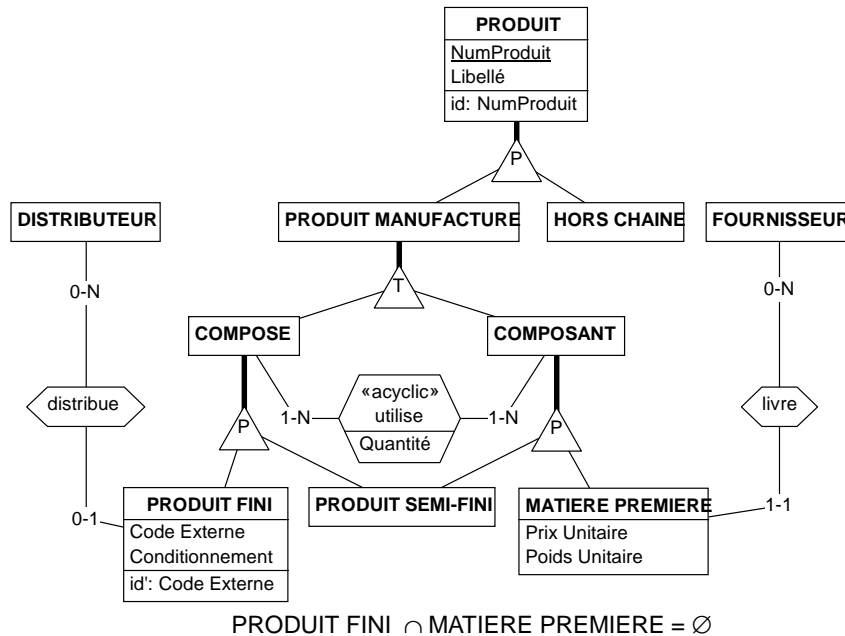 PRODUIT
NumProduit
Libellé
id: NumProduit
P
DISTRIBUTEUR
PRODUIT MANUFACTURE
HORS CHAINE
FOURNISSEUR
T
0-N
0-N
COMPOSE
COMPOSANT
distribue
1-N
«acyclic»
utilise
Quantité
1-N
livre
P
P
PRODUIT FINI
Code Externe
Conditionnement
id': Code Externe
PRODUIT SEMI-FINI
MATIERE PREMIERE
Prix Unitaire
Poids Unitaire
0-1
1-1
PRODUIT FINI ∩ MATIERE PREMIERE = ∅